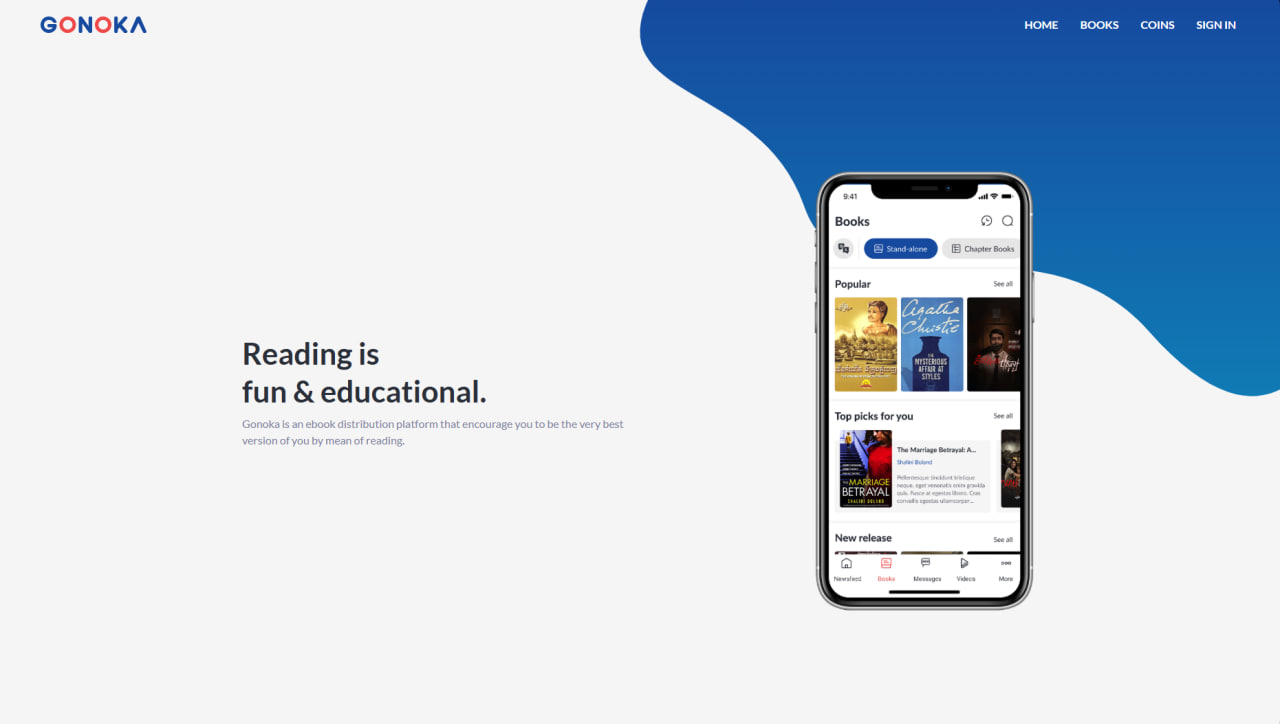 GONOKA
HOME BOOKS COINS SIGN IN
Reading is
fun & educational.
Gonoka is an ebook distribution platform that encourage you to be the very best
version of you by mean of reading.
9:41
Books
Stand-alone Chapter Books
Popular See all
Agatha
Christie
THE
MYSTERIOUS
AFFAIR AT
STYLES
Top picks for you See all
THE MARRIAGE
BETRAYAL
SHALINI BOLAND
The Marriage Betrayal: A...
Shalini Boland
Pellentesque tincidunt tristique
neque, eget venenatis enim gravida
quis. Fusce at egestas libero. Cras
convallis egestas ullamcorper...
New release See all
Newsfeed Books Messages Videos More